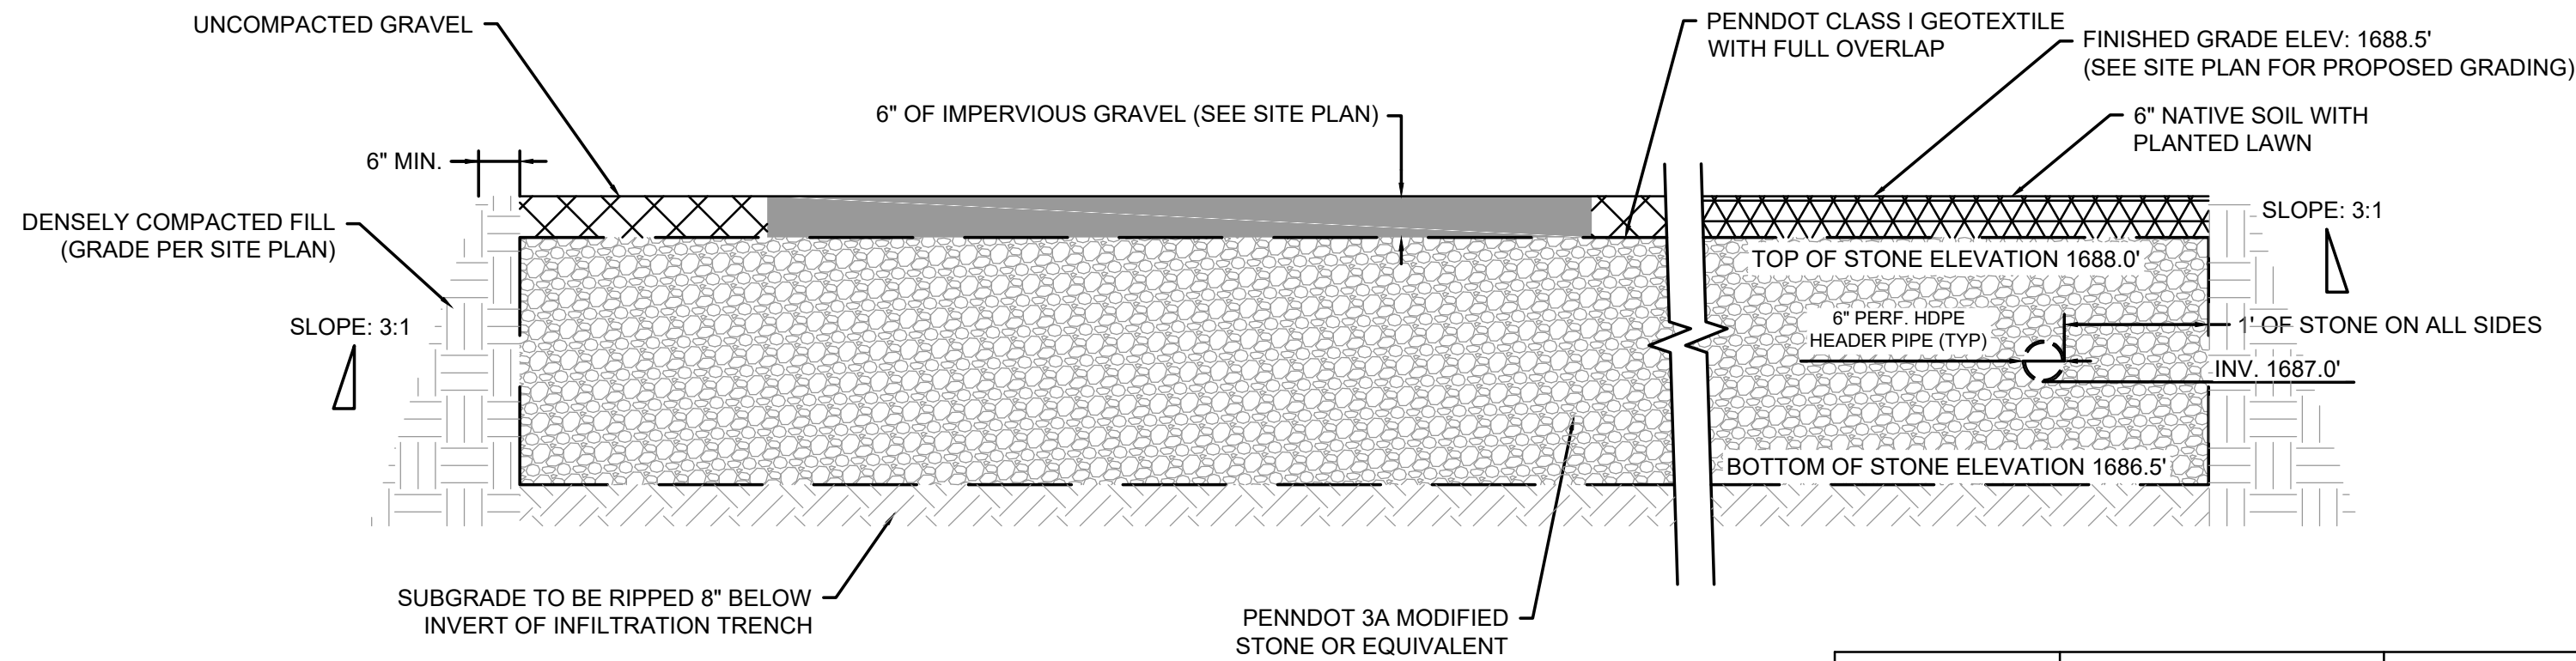 UNCOMPACTED GRAVEL
PENNDOT CLASS I GEOTEXTILE
WITH FULL OVERLAP
FINISHED GRADE ELEV: 1688.5'
(SEE SITE PLAN FOR PROPOSED GRADING)
6" OF IMPERVIOUS GRAVEL (SEE SITE PLAN)
6" NATIVE SOIL WITH
PLANTED LAWN
6" MIN.
DENSELY COMPACTED FILL
(GRADE PER SITE PLAN)
SLOPE: 3:1
TOP OF STONE ELEVATION 1688.0'
SLOPE: 3:1
6" PERF. HDPE
HEADER PIPE (TYP)
1' OF STONE ON ALL SIDES
INV. 1687.0'
BOTTOM OF STONE ELEVATION 1686.5'
SUBGRADE TO BE RIPPED 8" BELOW
INVERT OF INFILTRATION TRENCH
PENNDOT 3A MODIFIED
STONE OR EQUIVALENT